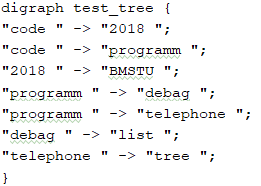 digraph test_tree {
"code " -> "2018 ";
"code " -> "programm ";
"2018 " -> "BMSTU ";
"programm " -> "debag ";
"programm " -> "telephone ";
"debag " -> "list ";
"telephone " -> "tree ";
}